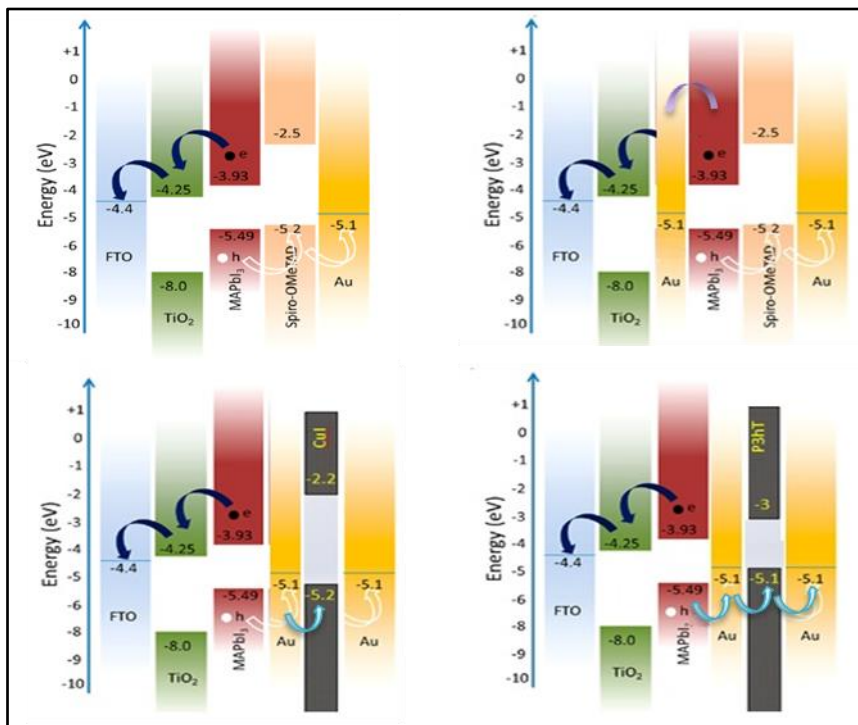 Energy (eV)
+1
0
-1
-2
-3
-4
-5
-6
-8
-9
-10
-4.4
FTO
-4.25
-8.0
TiO2
e
-3.93
-5.49
h
MAPbI3
-2.5
-5.2
Spiro-OMeTAD
-5.1
Au
Energy (eV)
+1
0
-1
-2
-3
-4
-5
-6
-8
-9
-10
-4.4
FTO
-4.25
-8.0
TiO2
-5.1
Au
e
-3.93
-5.49
h
MAPbI3
-2.5
-5.2
Spiro-OMeTAD
-5.1
Au
Energy (eV)
+1
0
-1
-2
-3
-4
-5
-6
-8
-9
-10
-4.4
FTO
-4.25
-8.0
TiO2
e
-3.93
-5.49
h
MAPbI3
-5.1
Au
CuI
-2.2
-5.2
-5.1
Au
Energy (eV)
+1
0
-1
-2
-3
-4
-5
-6
-8
-9
-10
-4.4
FTO
-4.25
-8.0
TiO2
e
-3.93
-5.49
h
MAPbI
-5.1
Au
P3hT
-3
-5.1
-5.1
Au